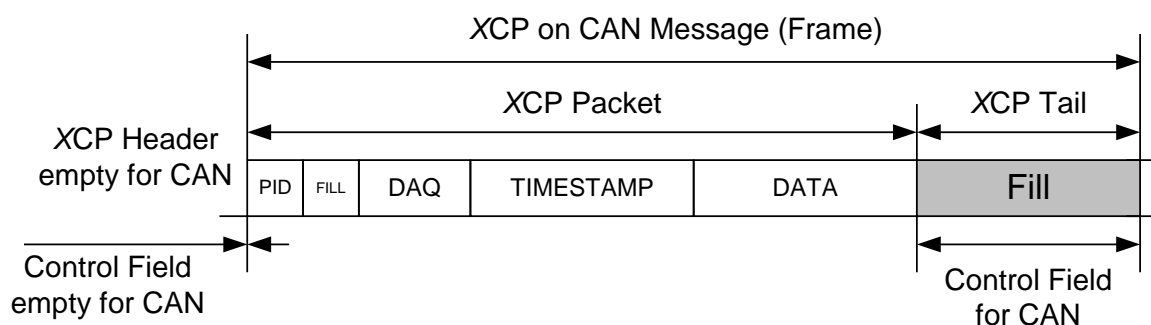 XCP on CAN Message (Frame)
XCP Packet
XCP Tail
XCP Header
empty for CAN
PID
FILL
DAQ
TIMESTAMP
DATA
Fill
Control Field
empty for CAN
Control Field
for CAN